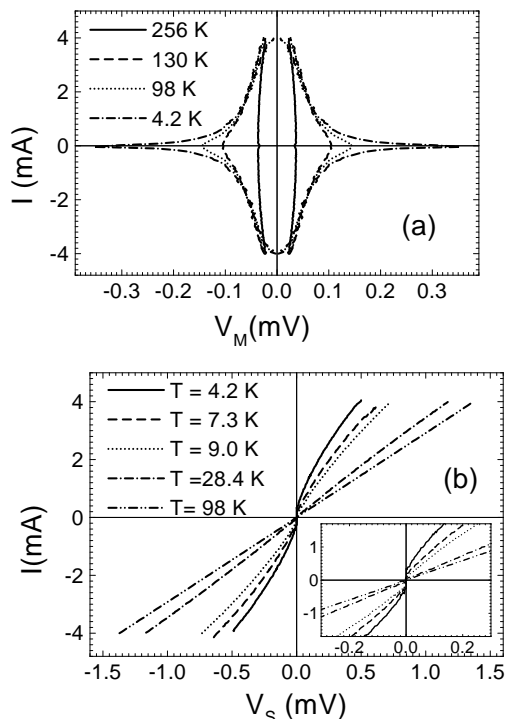 4
2
0
-2
-4
I (mA)
256 K
130 K
98 K
4.2 K
(a)
-0.3 -0.2 -0.1 0.0 0.1 0.2 0.3
V_M(mV)
4
2
0
-2
-4
I(mA)
T = 4.2 K
T = 7.3 K
T = 9.0 K
T =28.4 K
T= 98 K
(b)
1
0
-1
-0.2 0.0 0.2
-1.5 -1.0 -0.5 0.0 0.5 1.0 1.5
V_S (mV)